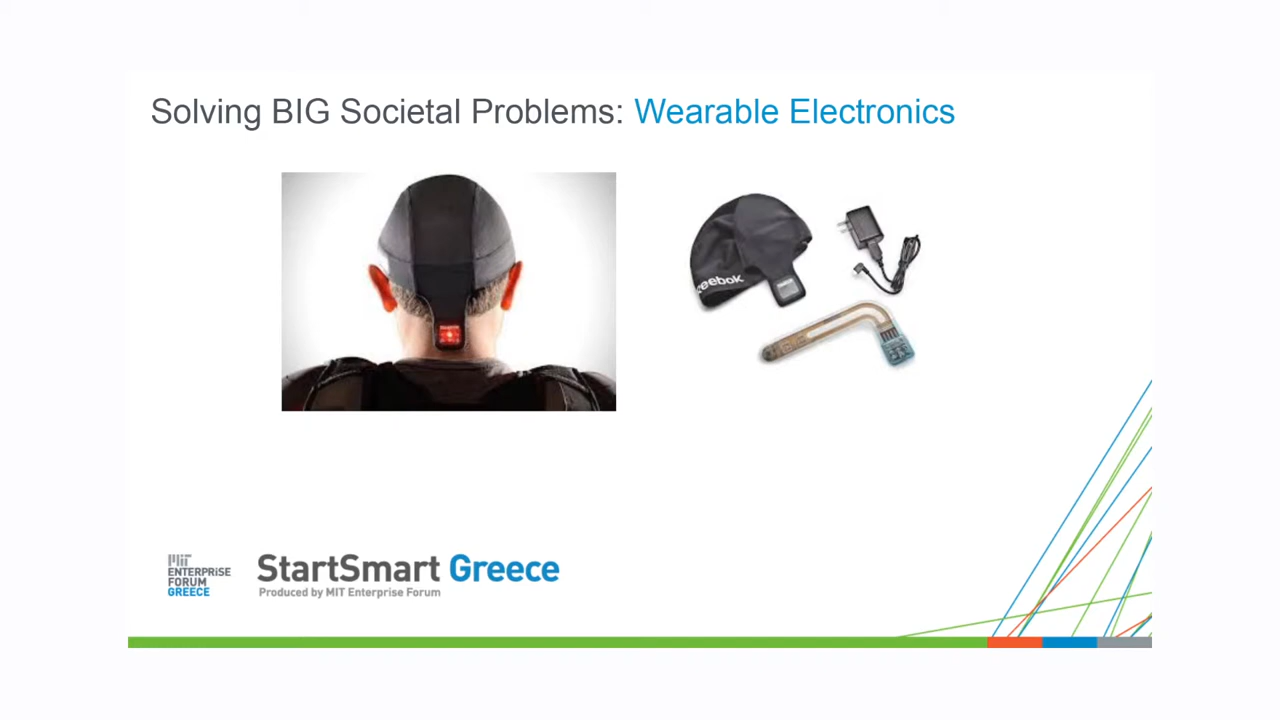 Solving BIG Societal Problems: Wearable Electronics
Reebok
MiT
ENTERPRiSE
FORUM
GREECE
StartSmart Greece
Produced by MIT Enterprise Forum